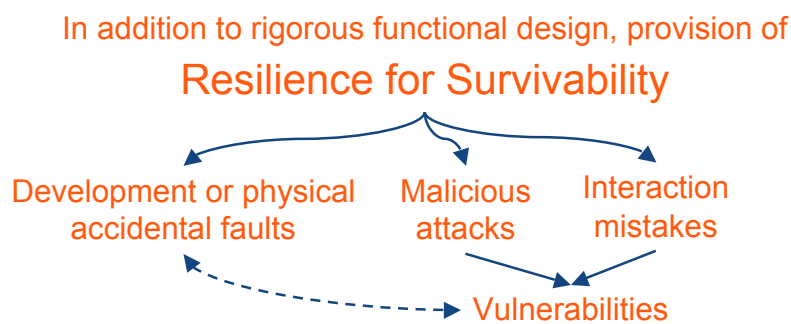 In addition to rigorous functional design, provision of
Resilience for Survivability
Development or physical
accidental faults
Malicious
attacks
Interaction
mistakes
Vulnerabilities